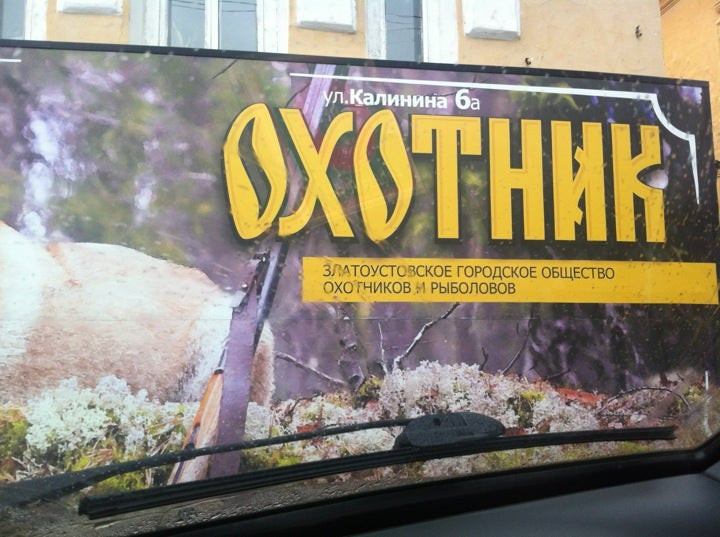 ул.Калинина 6а
ОХОТНИК
ЗЛАТОУСТОВСКОЕ ГОРОДСКОЕ ОБЩЕСТВО
ОХОТНИКОВ И РЫБОЛОВОВ